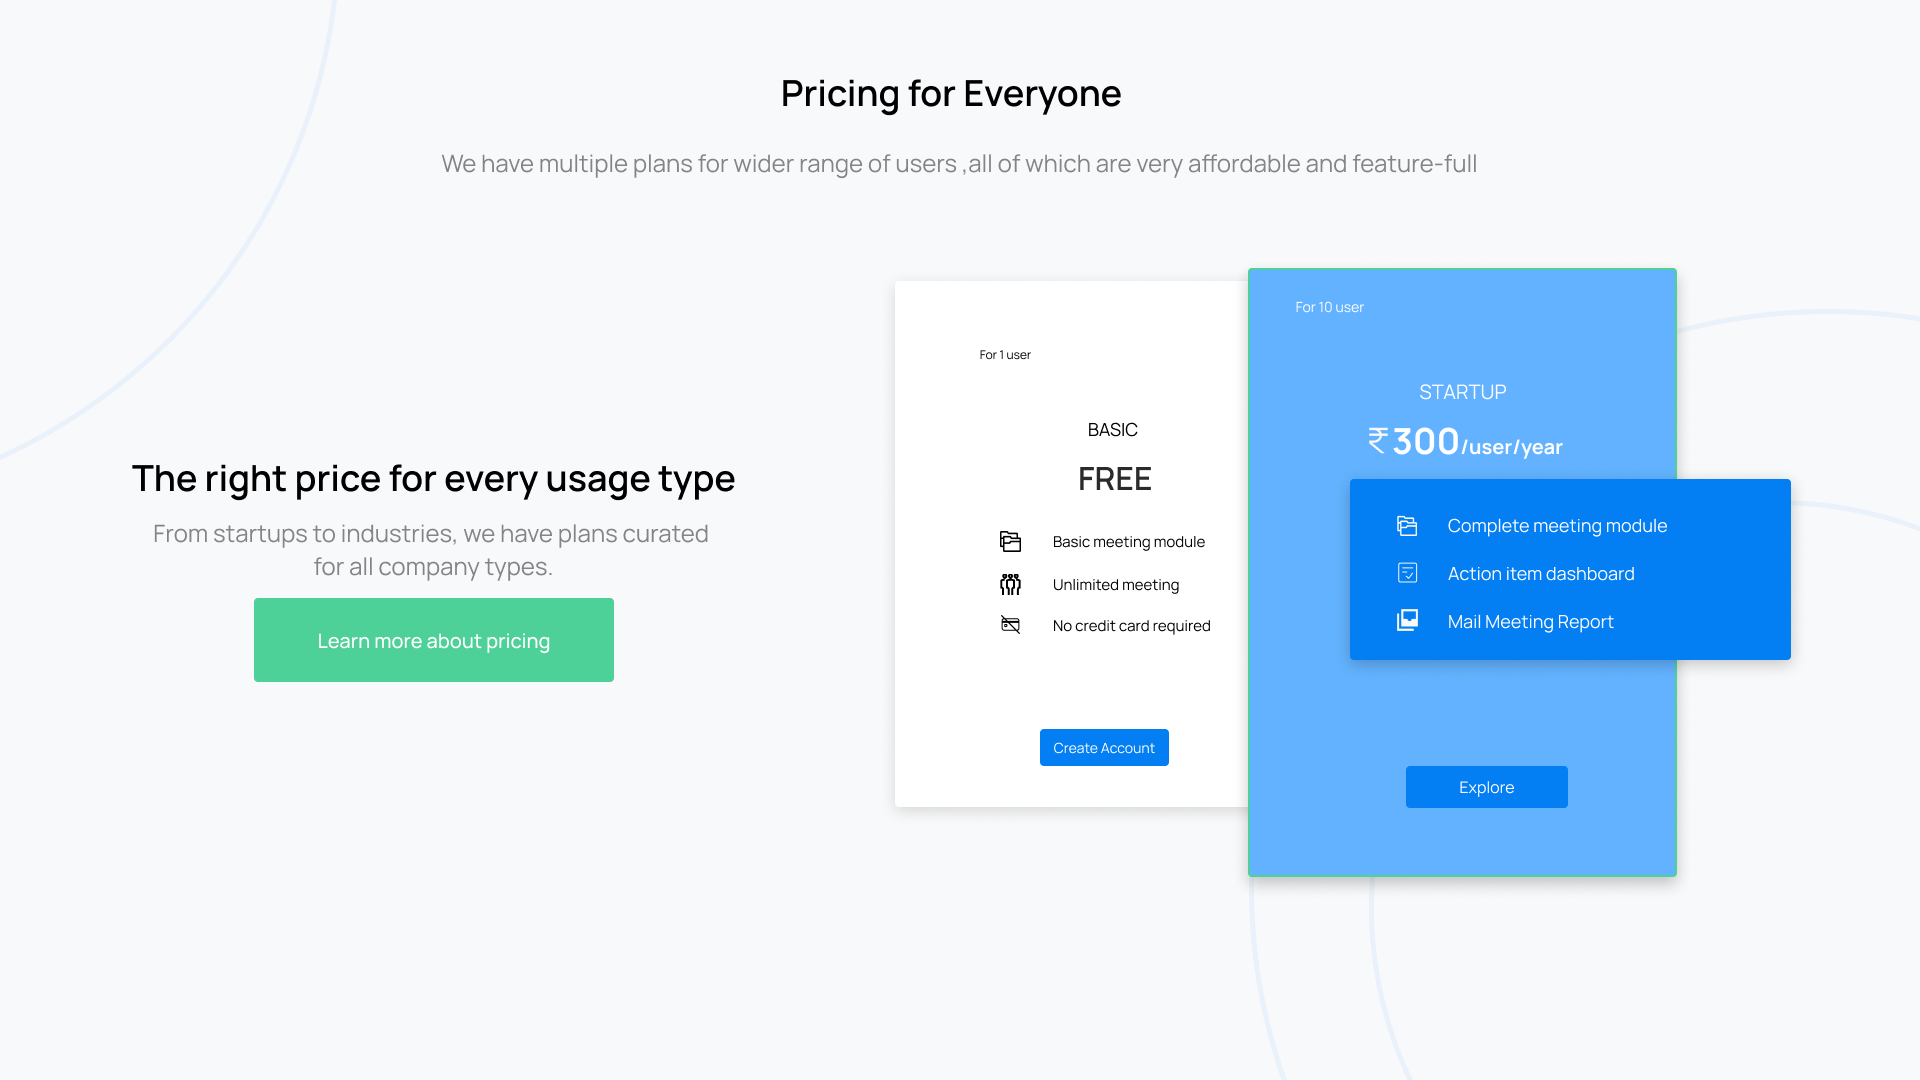 Pricing for Everyone
We have multiple plans for wider range of users ,all of which are very affordable and feature-full
The right price for every usage type
From startups to industries, we have plans curated
for all company types.
Learn more about pricing
For 1 user
BASIC
FREE
Basic meeting module
Unlimited meeting
No credit card required
Create Account
For 10 user
STARTUP
₹300/user/year
Complete meeting module
Action item dashboard
Mail Meeting Report
Explore